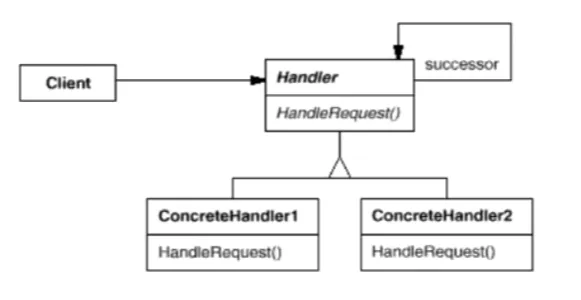 Client
Handler
HandleRequest()
successor
ConcreteHandler1
HandleRequest()
ConcreteHandler2
HandleRequest()